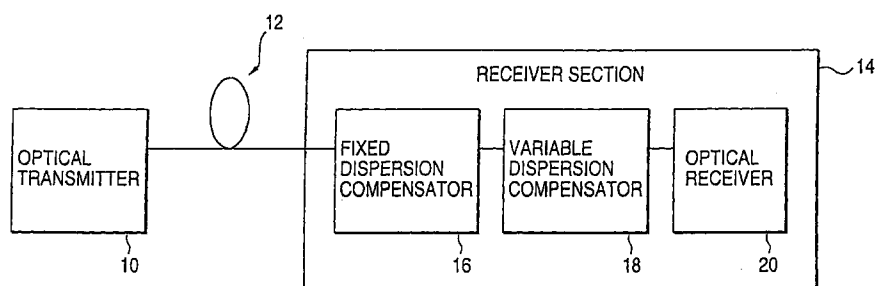 12
RECEIVER SECTION
14
OPTICAL
TRANSMITTER
FIXED
DISPERSION
COMPENSATOR
VARIABLE
DISPERSION
COMPENSATOR
OPTICAL
RECEIVER
10
16
18
20